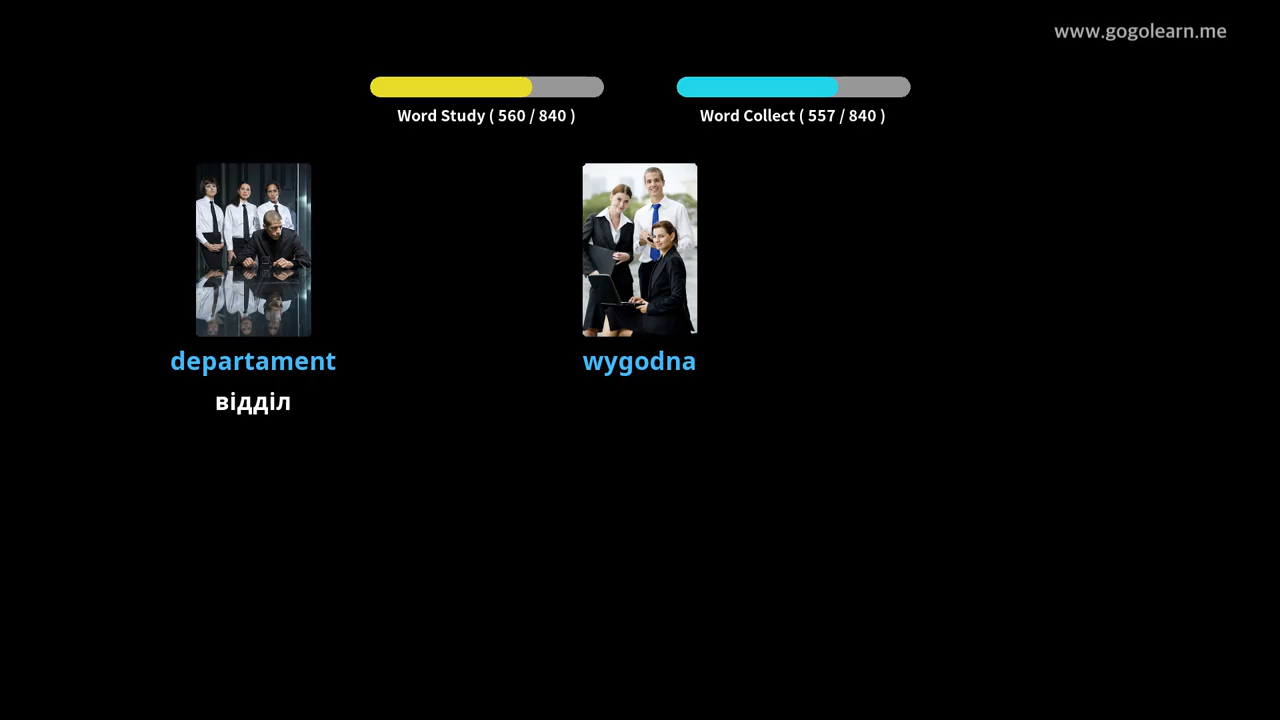 www.gogolearn.me
Word Study ( 560 / 840 )
Word Collect ( 557 / 840 )
departament
wygodna
відділ